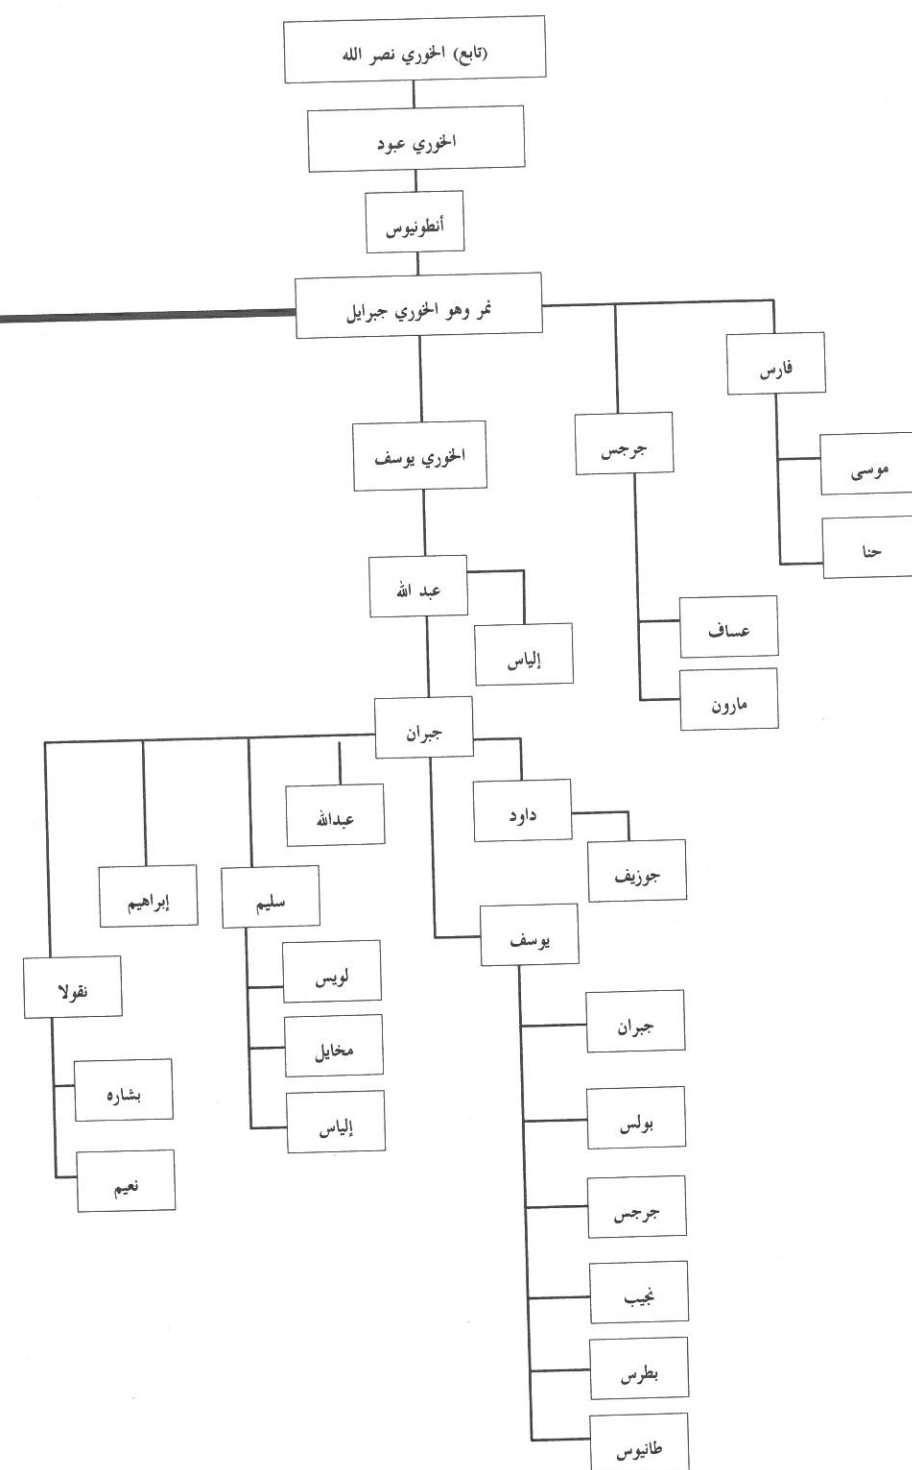 (تابع) الخوري نصر الله
الخوري عبود
أنطونيوس
نمر وهو الخوري جبرايل
فارس
جرجس
الخوري يوسف
موسى
حنا
عبد الله
عساف
إلياس
مارون
جبران
داود
عبدالله
جوزيف
سليم
إبراهيم
يوسف
لويس
نقولا
جبران
مخايل
بشاره
بولس
إلياس
نعيم
جرجس
نجيب
بطرس
طانيوس